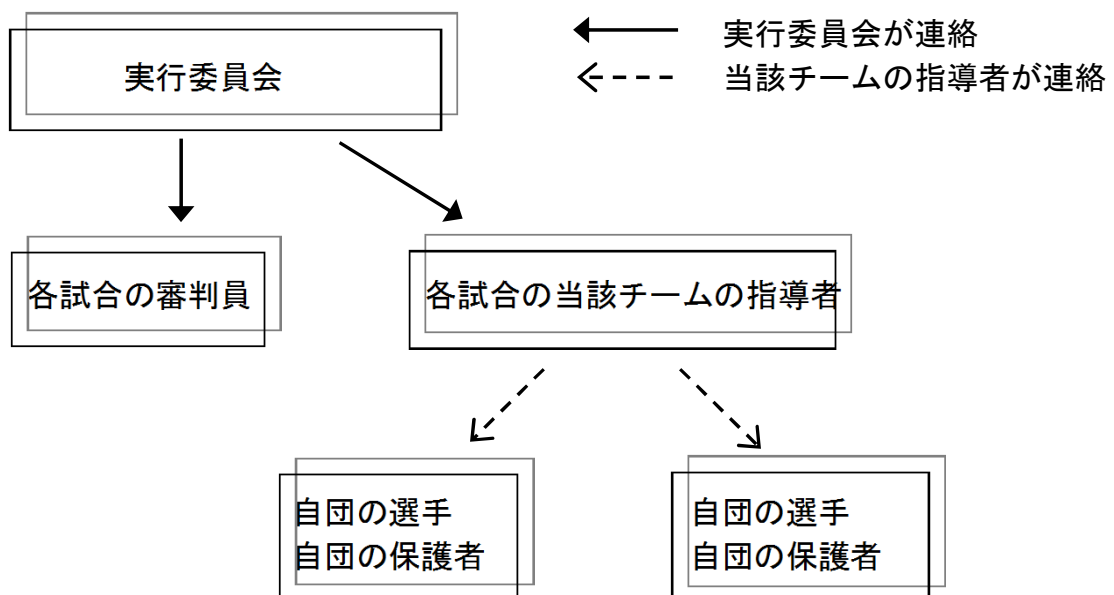 実行委員会が連絡
当該チームの指導者が連絡
実行委員会
各試合の審判員
各試合の当該チームの指導者
自団の選手
自団の保護者
自団の選手
自団の保護者